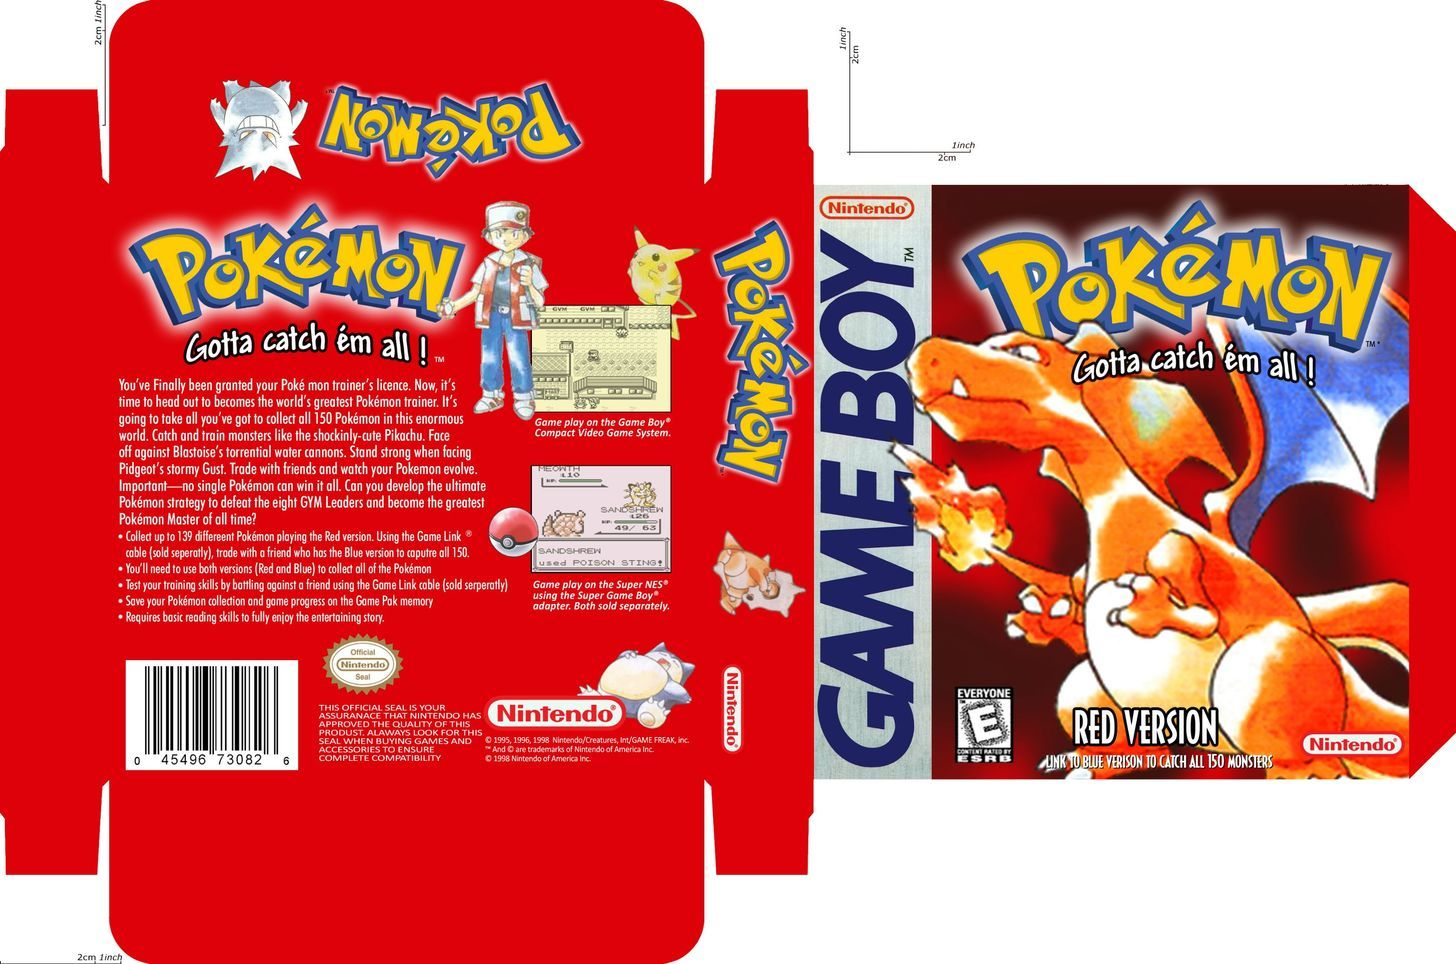 2cm 1inch
POKéMON
™
POKéMON
Gotta catch ém all !
™
You've Finally been granted your Poké mon trainer's licence. Now, it's
time to head out to becomes the world's greatest Pokémon trainer. It's
going to take all you've got to collect all 150 Pokémon in this enormous
world. Catch and train monsters like the shockinly-cute Pikachu. Face
off against Blastoise's torrential water cannons. Stand strong when facing
Pidgeot's stormy Gust. Trade with friends and watch your Pokemon evolve.
Important—no single Pokémon can win it all. Can you develop the ultimate
Pokémon strategy to defeat the eight GYM Leaders and become the greatest
Pokémon Master of all time?
• Collect up to 139 differeent Pokémon playing the Red version. Using the Game Link ®
cable (sold seperatly), trade with a friend who has the Blue version to caputre all 150.
• You'll need to use both versions (Red and Blue) to collect all of the Pokémon
• Test your training skills by battling against a friend using the Game Link cable (sold serperatly)
• Save your Pokémon collection and game progress on the Game Pak memory
• Requires basic reading skills to fully enjoy the entertaining story.
GYM GYM
Game play on the Game Boy®
Compact Video Game System.
MEOWTH
:L10
HP:
SANDSHREW
:L26
HP:
49/ 63
SANDSHREW
used POISON STING!
Game play on the Super NES®
using the Super Game Boy®
adapter. Both sold separately.
0 45496 73082 6
Official
Nintendo
Seal
THIS OFFICIAL SEAL IS YOUR
ASSURANACE THAT NINTENDO HAS
APPROVED THE QUALITY OF THIS
PRODUCT. ALAWAYS LOOK FOR THIS
SEAL WHEN BUYING GAMES AND
ACCESSORIES TO ENSURE
COMPLETE COMPATIBILITY
Nintendo®
© 1995, 1996, 1998 Nintendo/Creatures, Int/GAME FREAK, inc.
™ And © are trademarks of Nintendo of America Inc.
© 1998 Nintendo of America Inc.
POKéMON
™
Nintendo®
1inch
2cm
1inch
2cm
Nintendo®
GAME BOY
™
POKéMON
™
Gotta catch ém all !
EVERYONE
E
CONTENT RATED BY
ESRB
RED VERSION
LINK TO BLUE VERISON TO CATCH ALL 150 MONSTERS
Nintendo®
2cm 1inch